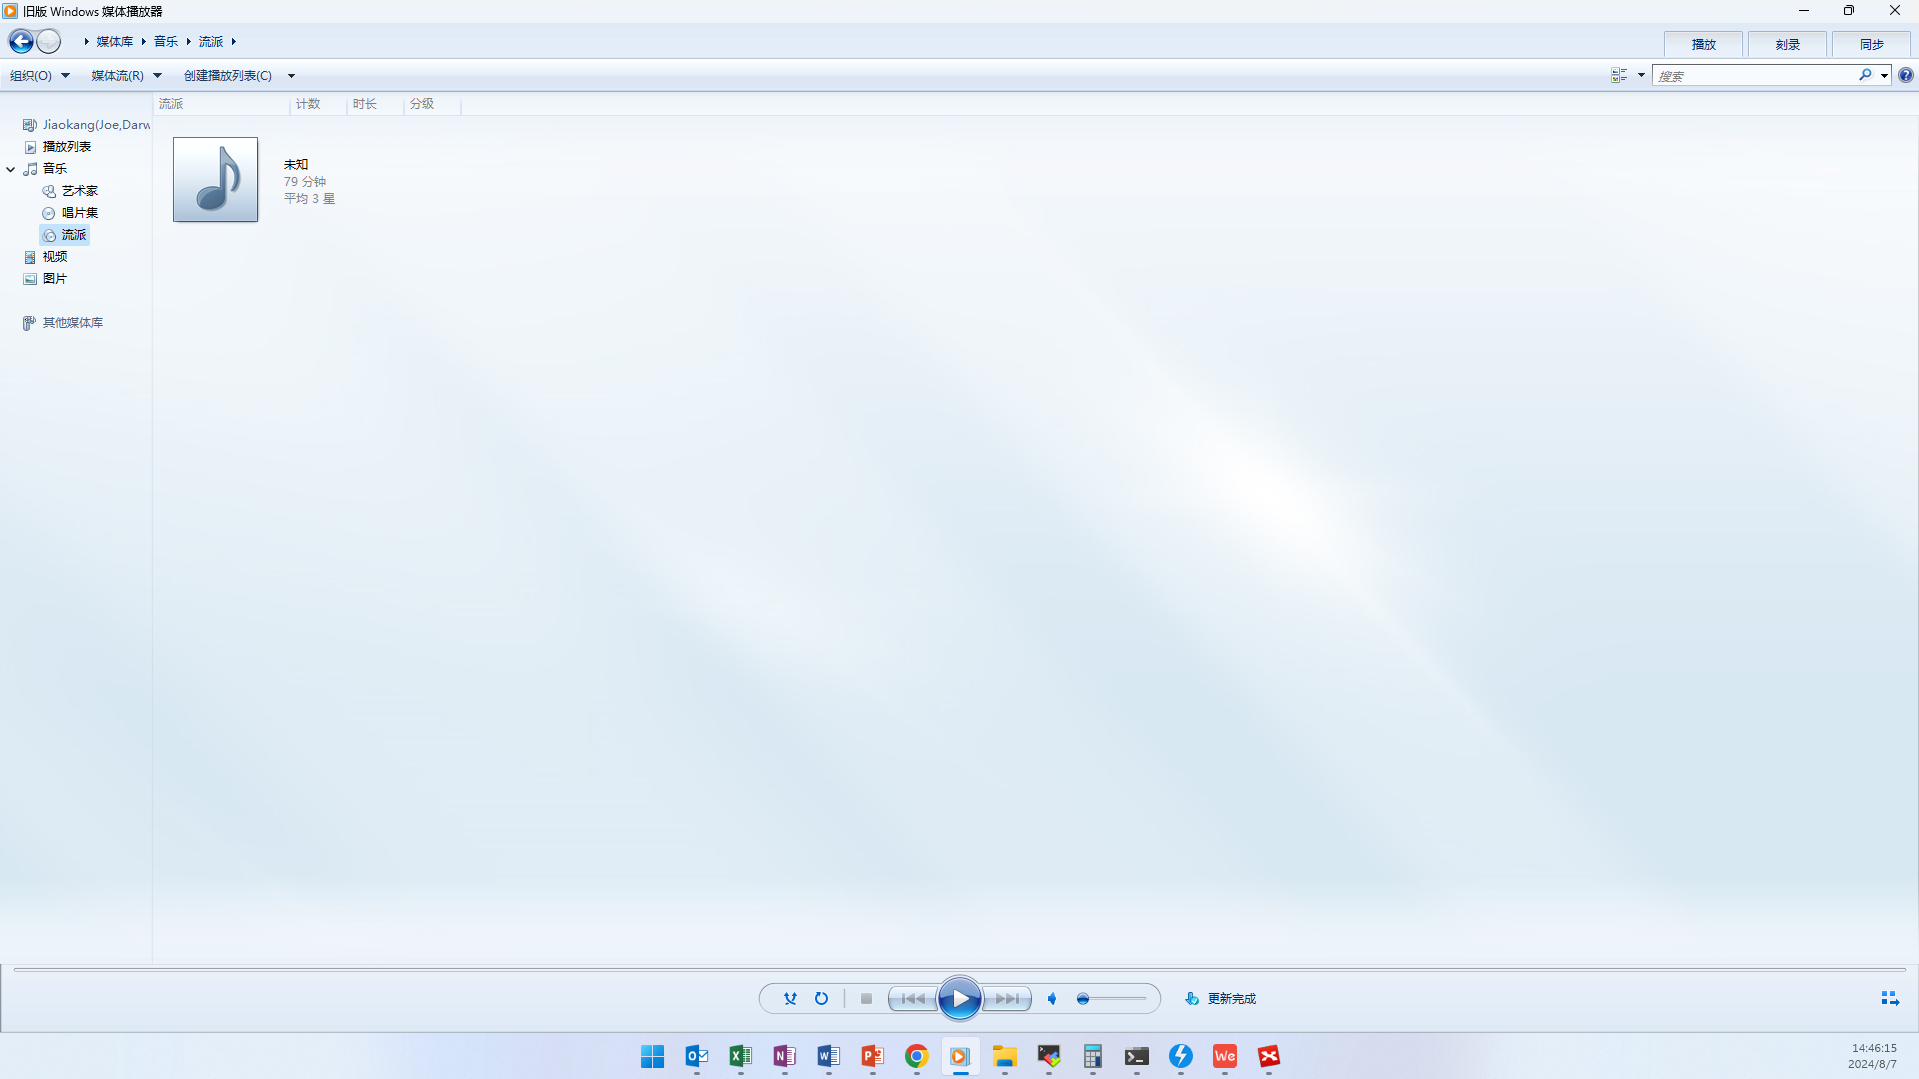 旧版 Windows 媒体播放器
媒体库 音乐 流派
播放 刻录 同步
组织(O) 媒体流(R) 创建播放列表(C)
搜索
流派 计数 时长 分级
Jiaokang(Joe,Darw
播放列表
音乐
艺术家
唱片集
流派
视频
图片
其他媒体库
未知
79 分钟
平均 3 星
更新完成
14:46:15
2024/8/7